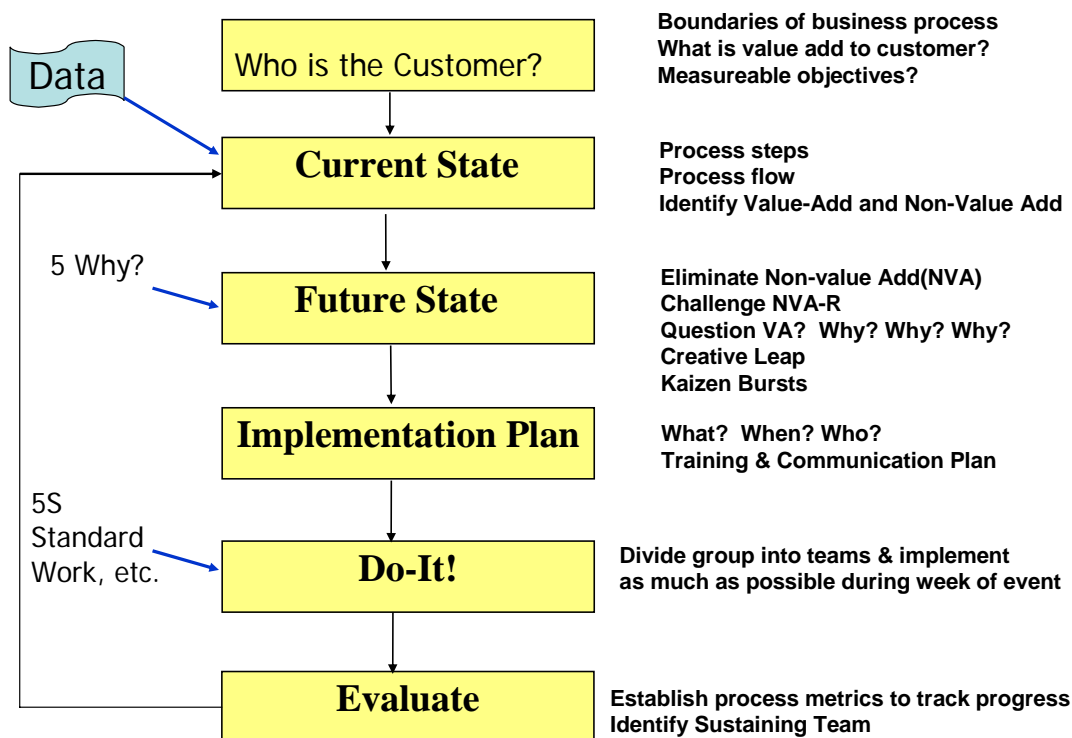 Boundaries of business process
What is value add to customer?
Measureable objectives?
Who is the Customer?
Data
Current State
Process steps
Process flow
Identify Value-Add and Non-Value Add
5 Why?
Future State
Eliminate Non-value Add(NVA)
Challenge NVA-R
Question VA?  Why? Why? Why?
Creative Leap
Kaizen Bursts
Implementation Plan
What?  When? Who?
Training & Communication Plan
5S
Standard
Work, etc.
Do-It!
Divide group into teams & implement
as much as possible during week of event
Evaluate
Establish process metrics to track progress
Identify Sustaining Team